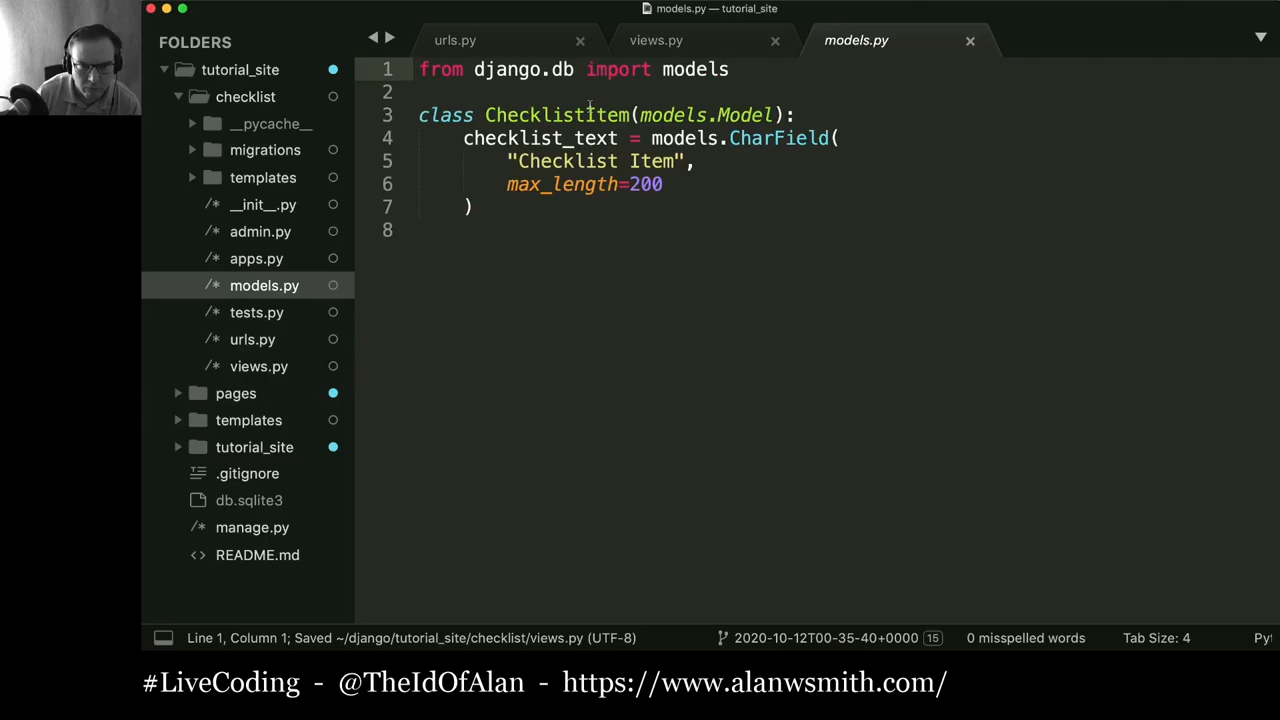 models.py — tutorial_site
FOLDERS
tutorial_site
checklist
__pycache__
migrations
templates
/* __init__.py
/* admin.py
/* apps.py
/* models.py
/* tests.py
/* urls.py
/* views.py
pages
templates
tutorial_site
.gitignore
db.sqlite3
/* manage.py
<> README.md
urls.py
views.py
models.py
1 from django.db import models
2
3 class ChecklistItem(models.Model):
4 checklist_text = models.CharField(
5 "Checklist Item",
6 max_length=200
7 )
8
Line 1, Column 1; Saved ~/django/tutorial_site/checklist/views.py (UTF-8)
2020-10-12T00-35-40+0000 15
0 misspelled words
Tab Size: 4
Py
#LiveCoding - @TheIdOfAlan - https://www.alanwsmith.com/